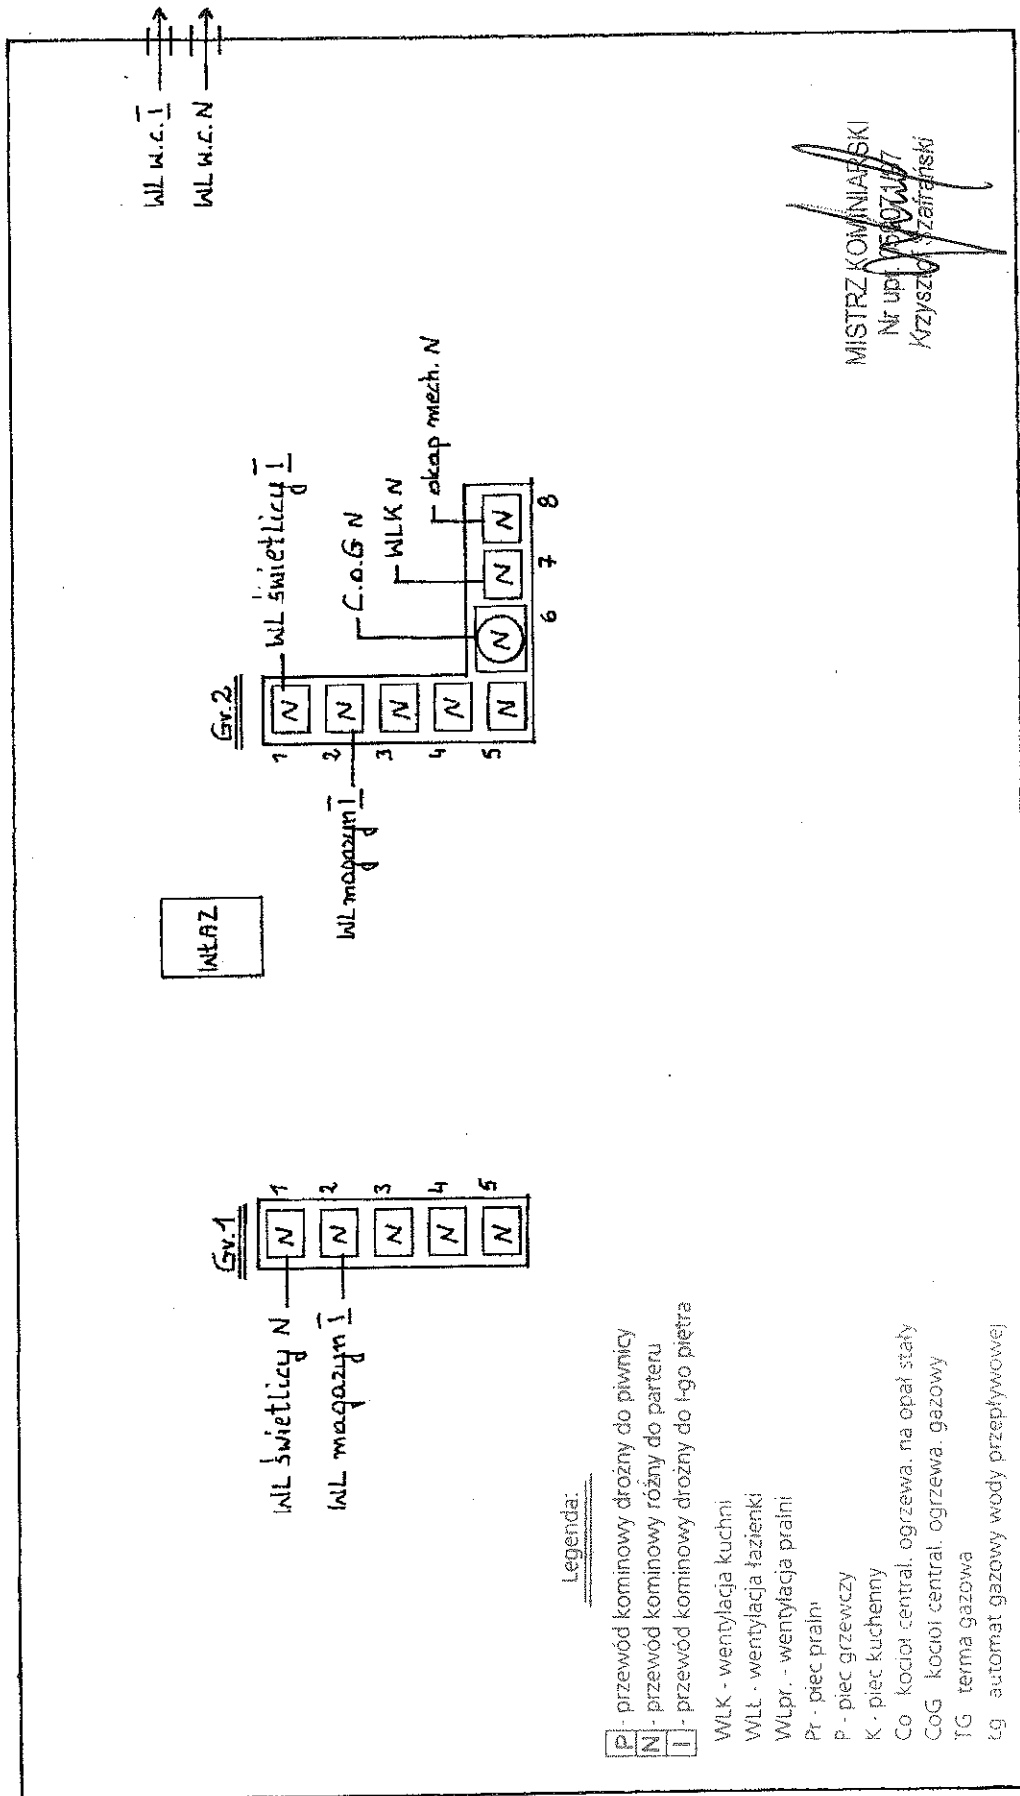 WL w.c. I
WL w.c. N
Gr. 1
WL świetlicy N
WL magazyn I
N 1
N 2
N 3
N 4
N 5
WŁAZ
Gr. 2
WL świetlicy I
WL magazyn I
C.o.G N
WLK N
okap mech. N
1 N
2 N
3 N
4 N
5 N
N 6
N 7
N 8
Legenda:
P - przewód kominowy drożny do piwnicy
N - przewód kominowy różny do parteru
I - przewód kominowy drożny do I-go piętra
WLK - wentylacja kuchni
WLŁ - wentylacja łazienki
WLpr. - wentylacja pralni
Pr - piec pralni
P - piec grzewczy
K - piec kuchenny
Co kocioł central. ogrzewa. na opał stały
CoG kocioł central. ogrzewa. gazowy
TG terma gazowa
Łg automat gazowy wody przepływowej
MISTRZ KOMINIARSKI
Nr upr.
Krzysztof Szafrański